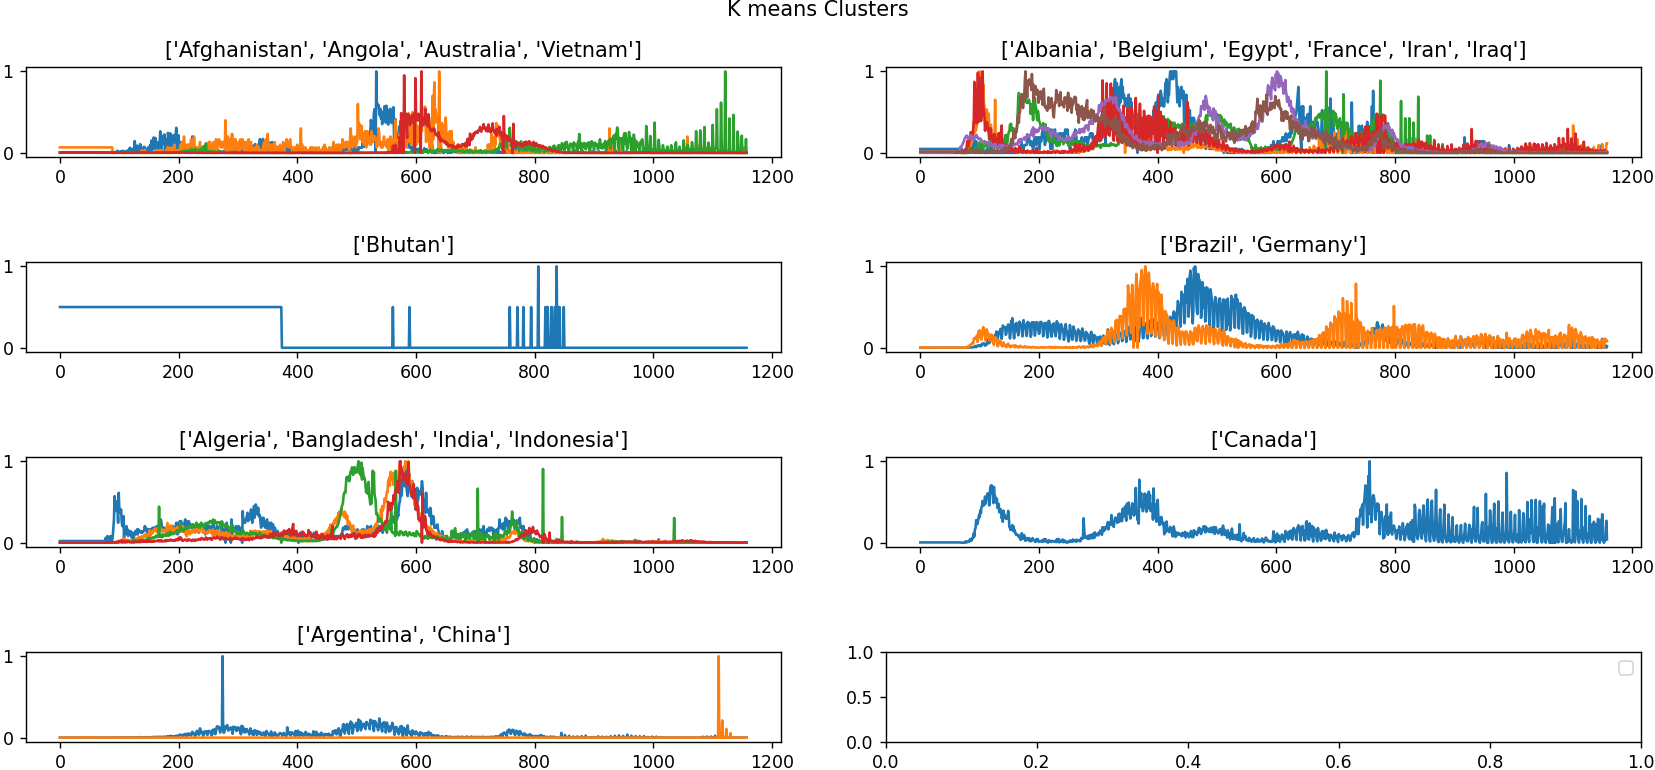 K means Clusters
['Afghanistan', 'Angola', 'Australia', 'Vietnam']
1
0
0 200 400 600 800 1000 1200
['Albania', 'Belgium', 'Egypt', 'France', 'Iran', 'Iraq']
1
0
0 200 400 600 800 1000 1200
['Bhutan']
1
0
0 200 400 600 800 1000 1200
['Brazil', 'Germany']
1
0
0 200 400 600 800 1000 1200
['Algeria', 'Bangladesh', 'India', 'Indonesia']
1
0
0 200 400 600 800 1000 1200
['Canada']
1
0
0 200 400 600 800 1000 1200
['Argentina', 'China']
1
0
0 200 400 600 800 1000 1200
1.0
0.5
0.0
0.0 0.2 0.4 0.6 0.8 1.0